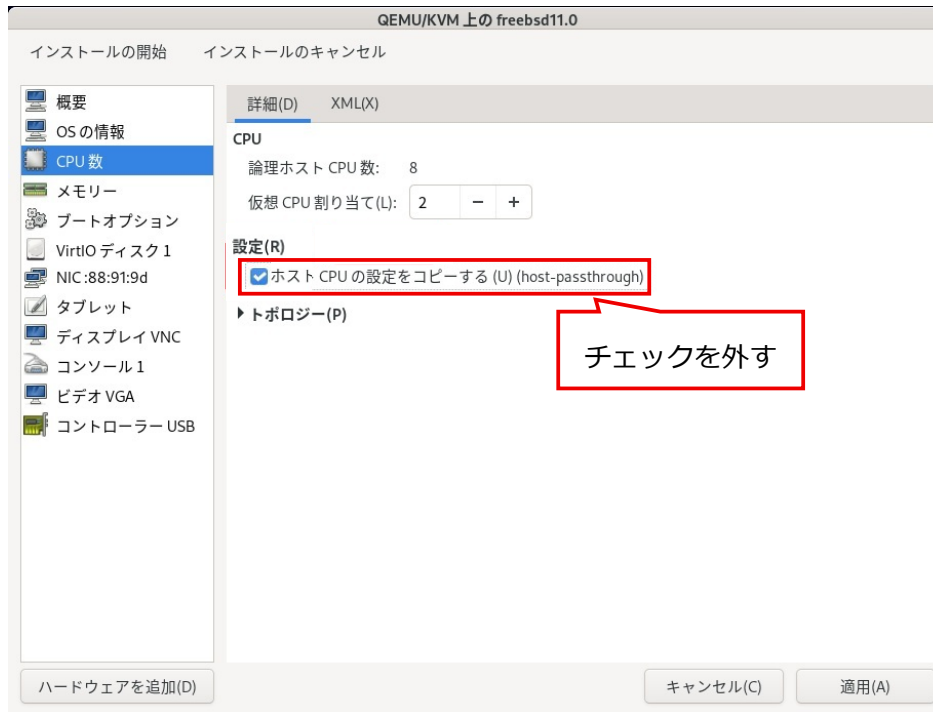 QEMU/KVM 上の freebsd11.0
インストールの開始 インストールのキャンセル
概要
OS の情報
CPU 数
メモリー
ブートオプション
VirtIO ディスク 1
NIC :88:91:9d
タブレット
ディスプレイ VNC
コンソール 1
ビデオ VGA
コントローラー USB
ハードウェアを追加(D)
詳細(D) XML(X)
CPU
論理ホスト CPU 数: 8
仮想 CPU 割り当て(L): 2 − +
設定(R)
ホスト CPU の設定をコピーする (U) (host-passthrough)
トポロジー(P)
チェックを外す
キャンセル(C) 適用(A)